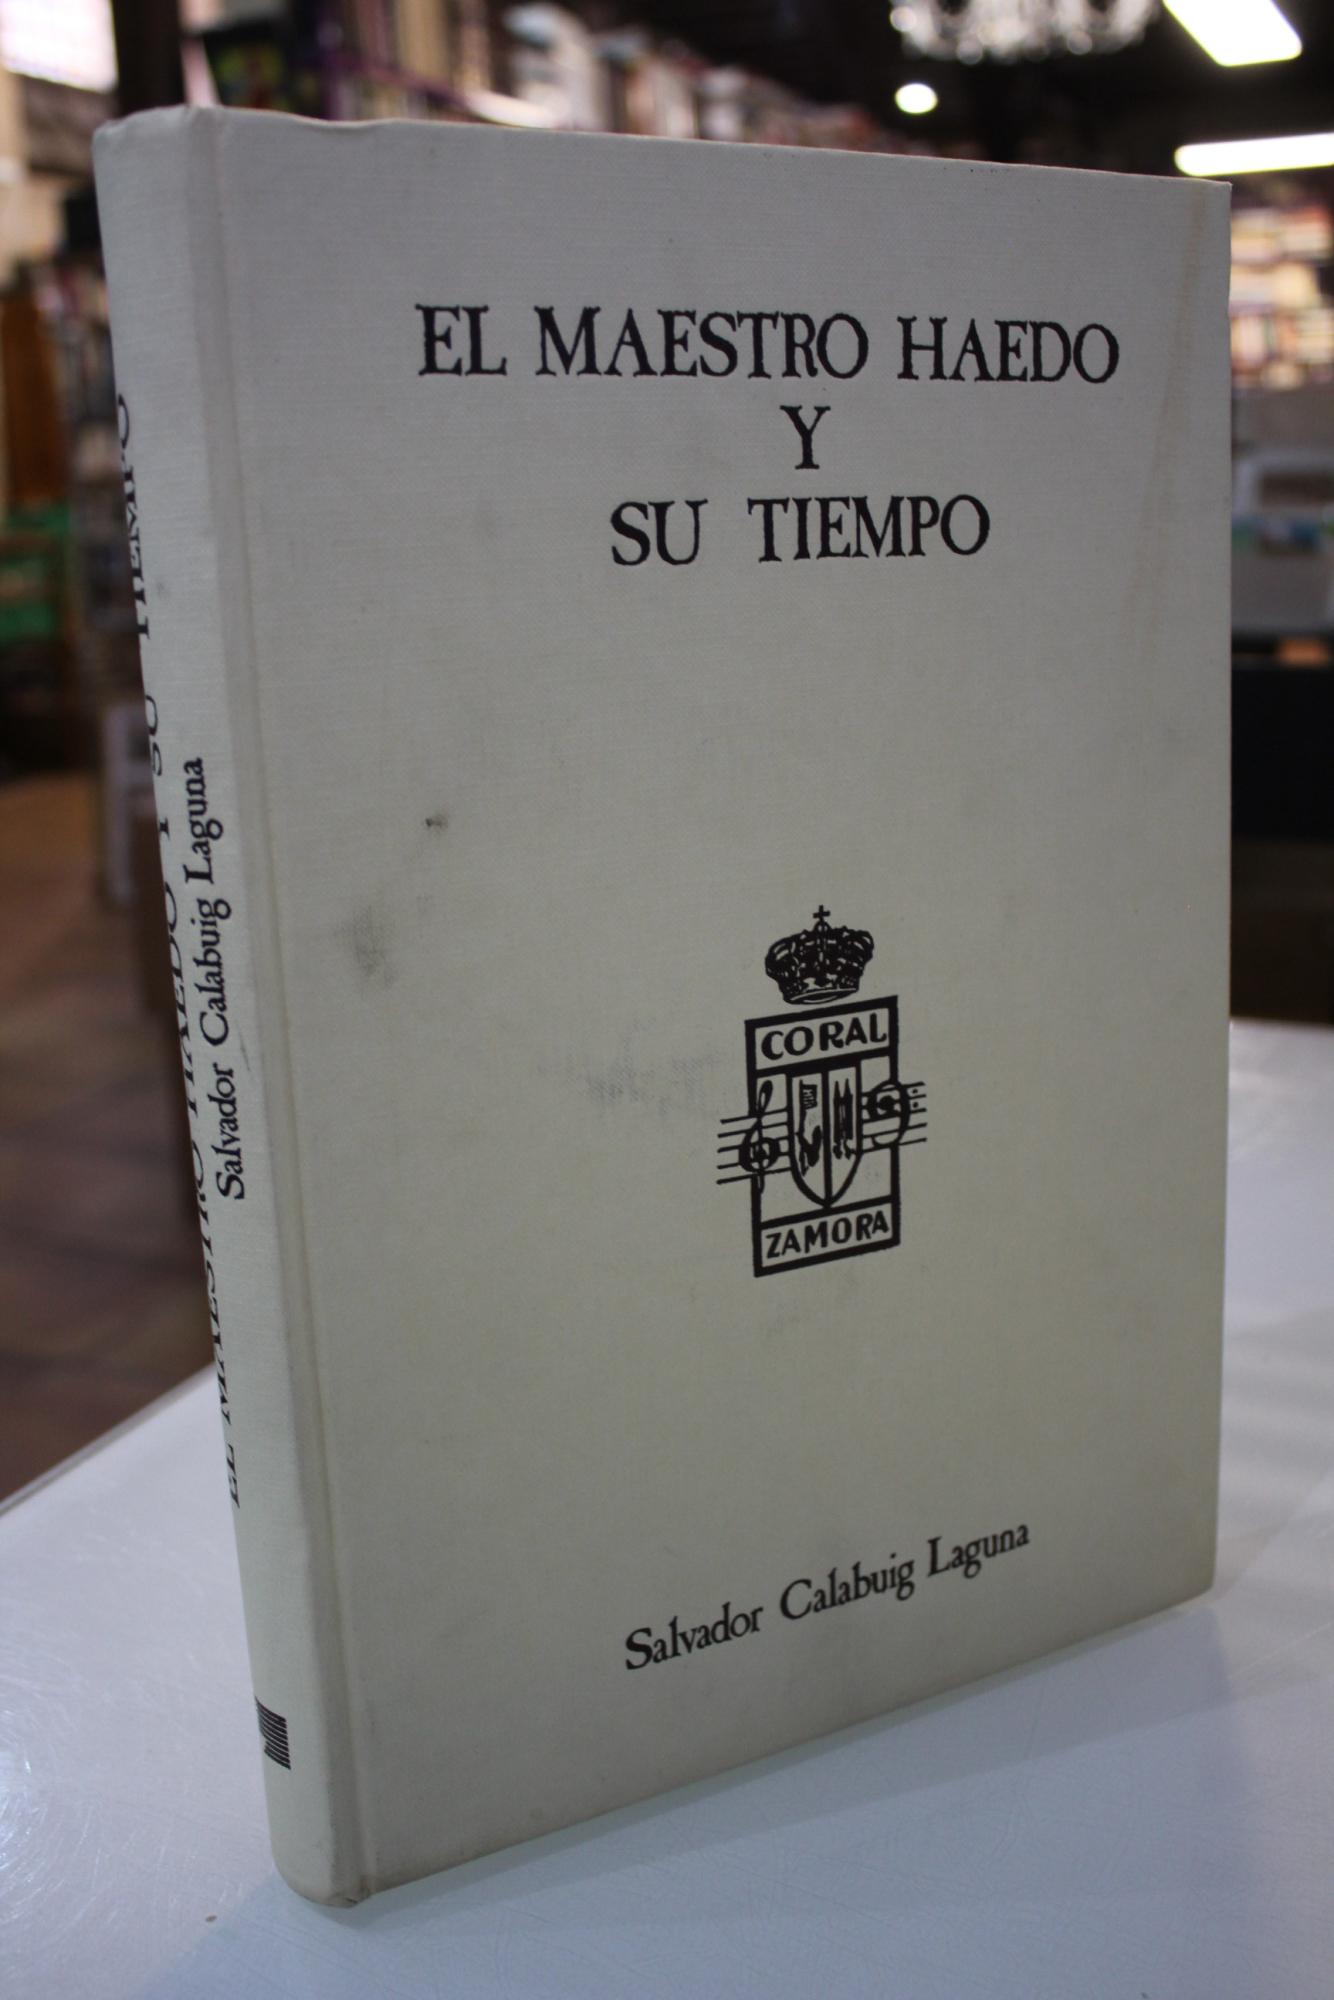 EL MAESTRO HAEDO
Y
SU TIEMPO
CORAL
ZAMORA
Salvador Calabuig Laguna
EL MAESTRO HAEDO Y SU TIEMPO
Salvador Calabuig Laguna